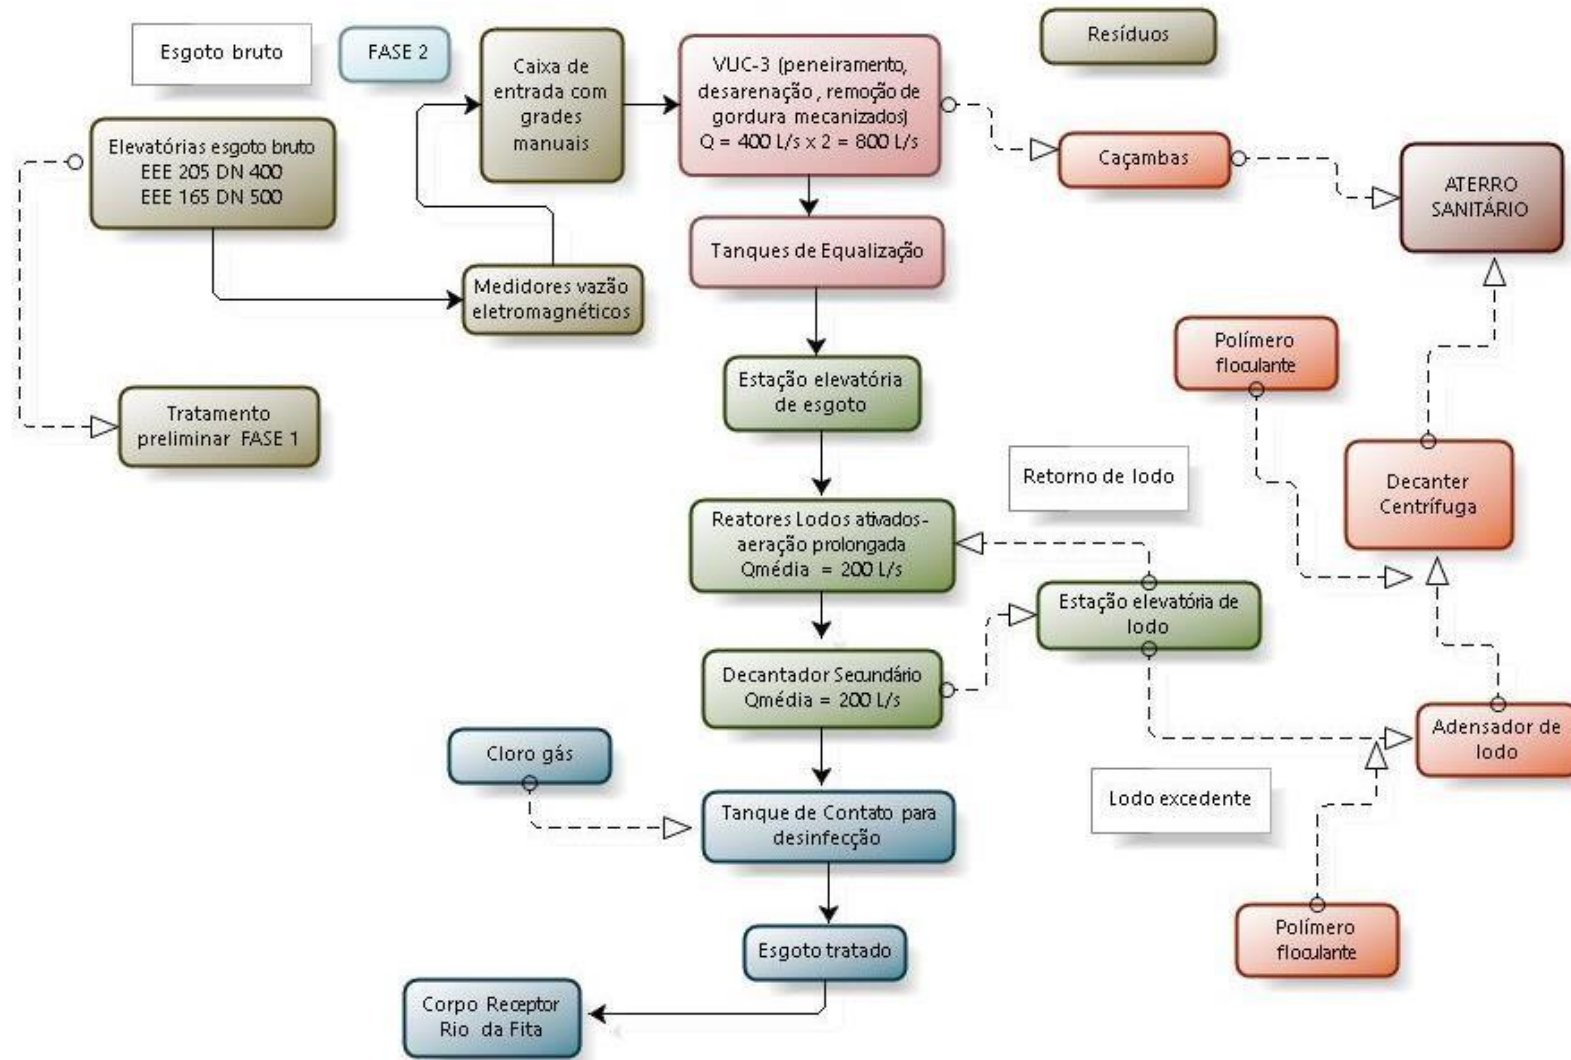 Esgoto bruto
FASE 2
Caixa de
entrada com
grades
manuais
VUC-3 (peneiramento,
desarenação , remoção de
gordura mecanizados)
Q = 400 L/s x 2 = 800 L/s
Resíduos
Elevatórias esgoto bruto
EEE 205 DN 400
EEE 165 DN 500
Caçambas
ATERRO
SANITÁRIO
Tanques de Equalização
Medidores vazão
eletromagnéticos
Estação elevatória
de esgoto
Polímero
floculante
Tratamento
preliminar FASE 1
Retorno de lodo
Decanter
Centrífuga
Reatores Lodos ativados-
aeração prolongada
Qmédia = 200 L/s
Estação elevatória de
lodo
Decantador Secundário
Qmédia = 200 L/s
Adensador de
lodo
Cloro gás
Lodo excedente
Tanque de Contato para
desinfecção
Polímero
floculante
Esgoto tratado
Corpo Receptor
Rio da Fita